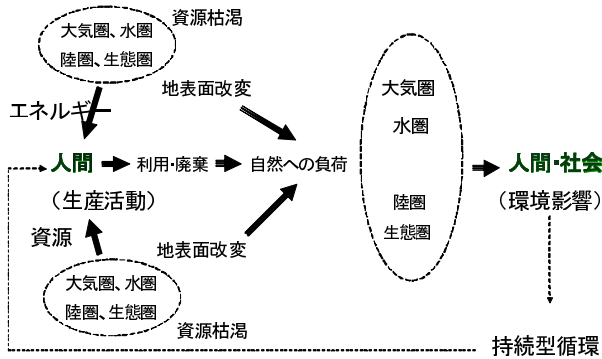 資源枯渇
大気圏、水圏
陸圏、生態圏
エネルギー
地表面改変
大気圏
水圏
陸圏
生態圏
人間
利用・廃棄
自然への負荷
人間・社会
(生産活動)
(環境影響)
資源
地表面改変
大気圏、水圏
陸圏、生態圏
資源枯渇
持続型循環